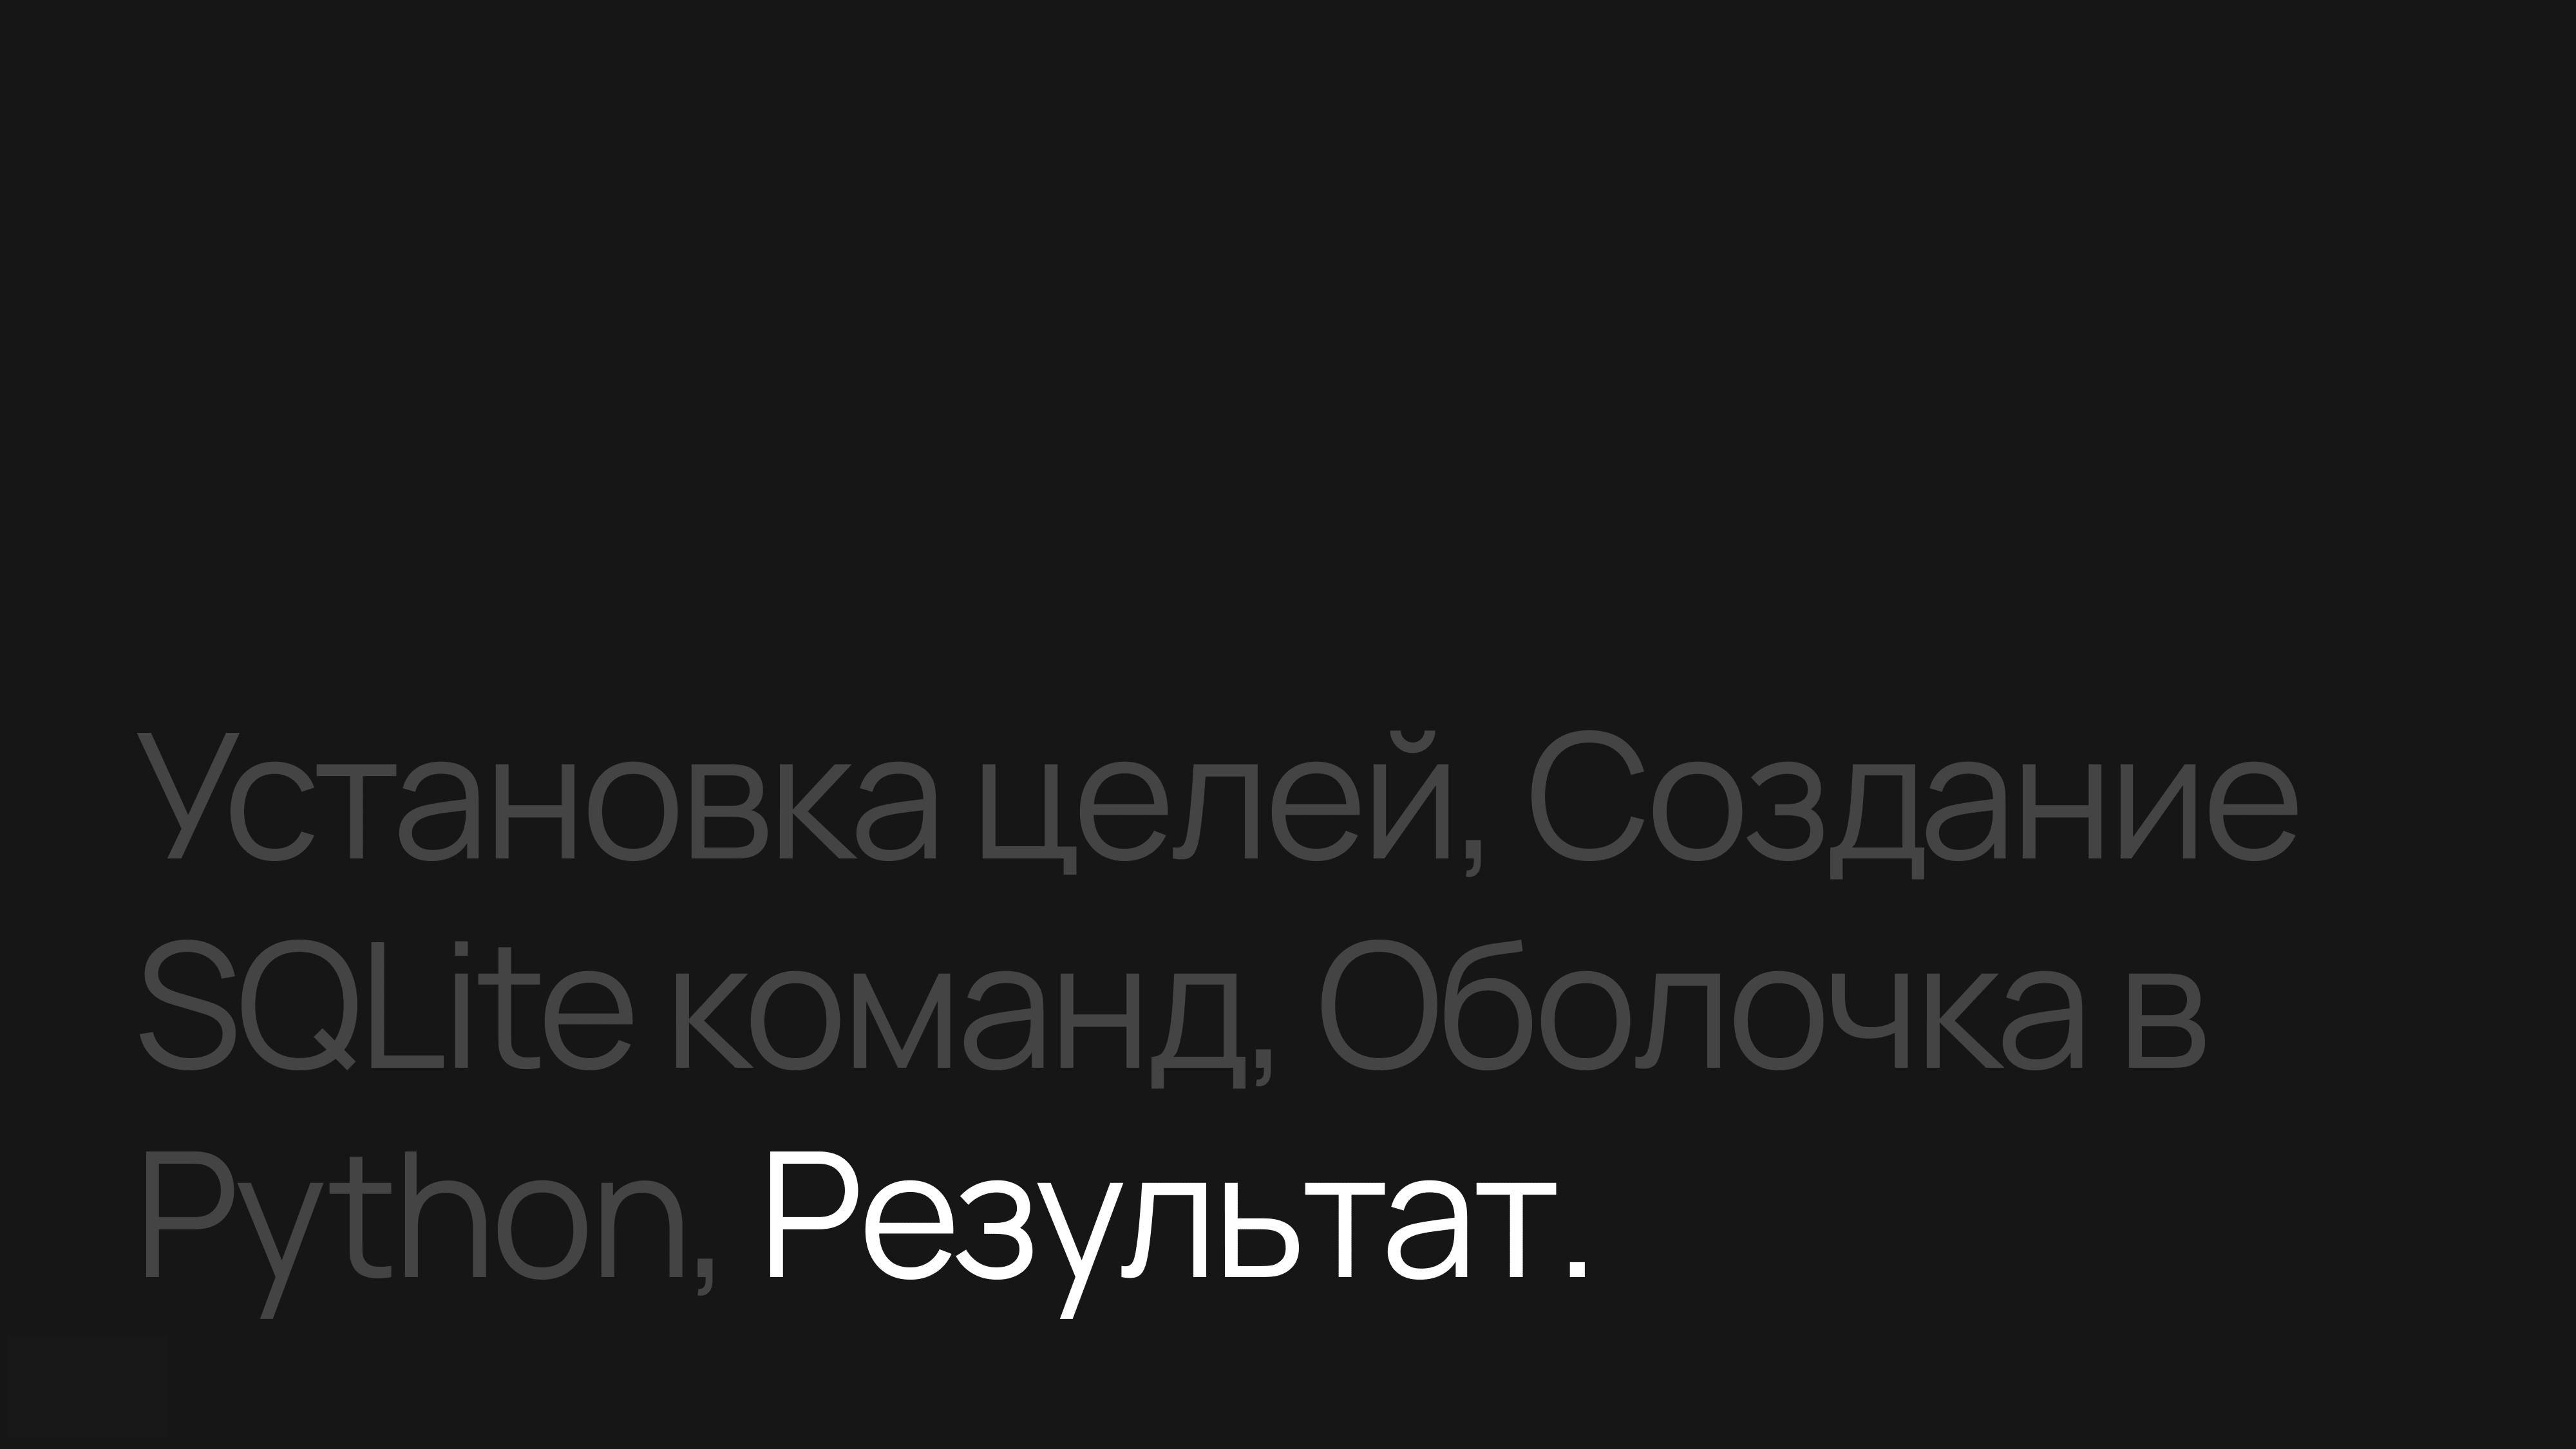 Установка целей, Создание
SQLite команд, Оболочка в
Python, Результат.